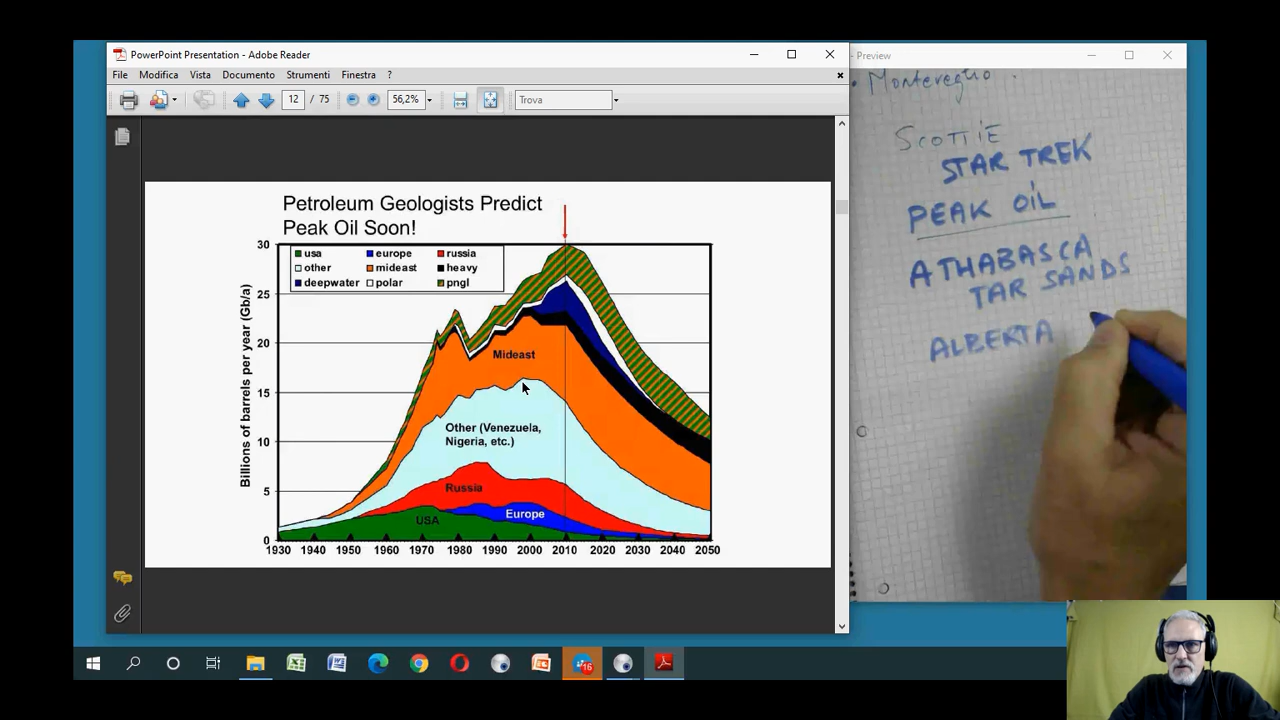 PowerPoint Presentation - Adobe Reader
File Modifica Vista Documento Strumenti Finestra ?
12 / 75 56,2% Trova
Petroleum Geologists Predict
Peak Oil Soon!
usa europe russia
other mideast heavy
deepwater polar pngl
Billions of barrels per year (Gb/a)
30
25
20
15
10
5
0
Mideast
Other (Venezuela,
Nigeria, etc.)
Russia
Europe
USA
1930 1940 1950 1960 1970 1980 1990 2000 2010 2020 2030 2040 2050
Preview
Monteveglio
SCOTTIE
STAR TREK
PEAK OIL
ATHABASCA
TAR SANDS
ALBERTA
16